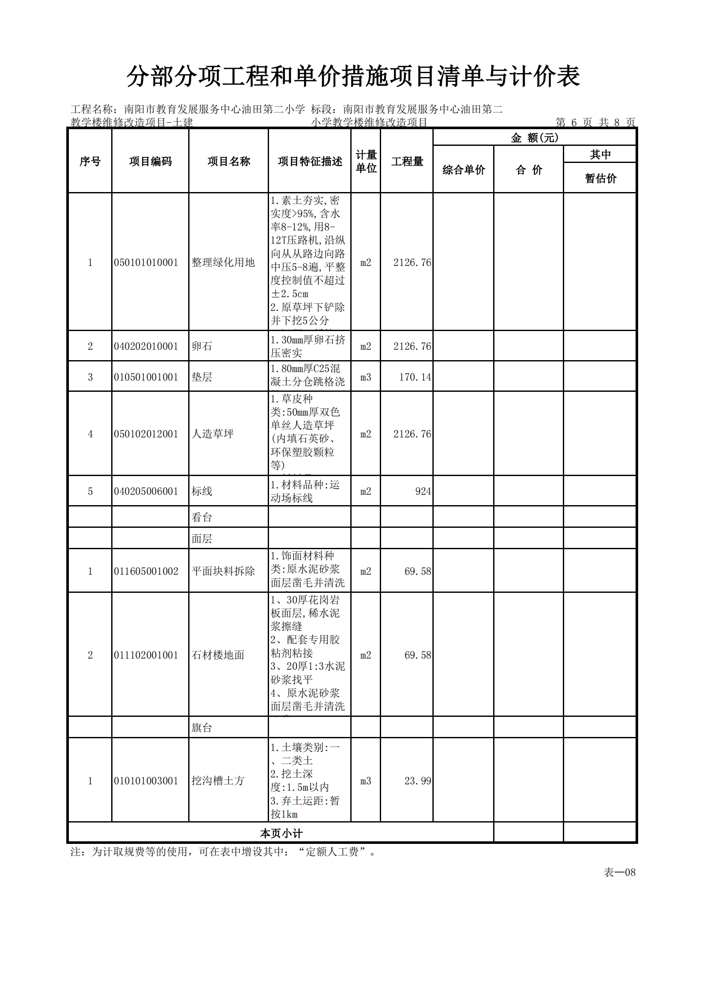 分部分项工程和单价措施项目清单与计价表
工程名称：南阳市教育发展服务中心油田第二小学
教学楼维修改造项目-土建
标段：南阳市教育发展服务中心油田第二
小学教学楼维修改造项目
第 6 页 共 8 页
序号
项目编码
项目名称
项目特征描述
计量
单位
工程量
金 额(元)
综合单价
合 价
其中
暂估价
1
050101010001
整理绿化用地
1.素土夯实,密
实度>95%,含水
率8-12%,用8-
12T压路机,沿纵
向从从路边向路
中压5-8遍,平整
度控制值不超过
±2.5cm
2.原草坪下铲除
并下挖5公分
m2
2126.76
2
040202010001
卵石
1.30mm厚卵石挤
压密实
m2
2126.76
3
010501001001
垫层
1.80mm厚C25混
凝土分仓跳格浇
m3
170.14
4
050102012001
人造草坪
1.草皮种
类:50mm厚双色
单丝人造草坪
(内填石英砂、
环保塑胶颗粒
等)
m2
2126.76
5
040205006001
标线
1.材料品种:运
动场标线
m2
924
看台
面层
1
011605001002
平面块料拆除
1.饰面材料种
类:原水泥砂浆
面层凿毛并清洗
m2
69.58
2
011102001001
石材楼地面
1、30厚花岗岩
板面层,稀水泥
浆擦缝
2、配套专用胶
粘剂粘接
3、20厚1:3水泥
砂浆找平
4、原水泥砂浆
面层凿毛并清洗
m2
69.58
旗台
1
010101003001
挖沟槽土方
1.土壤类别:一
、二类土
2.挖土深
度:1.5m以内
3.弃土运距:暂
按1km
m3
23.99
本页小计
注：为计取规费等的使用，可在表中增设其中：“定额人工费”。
表—08